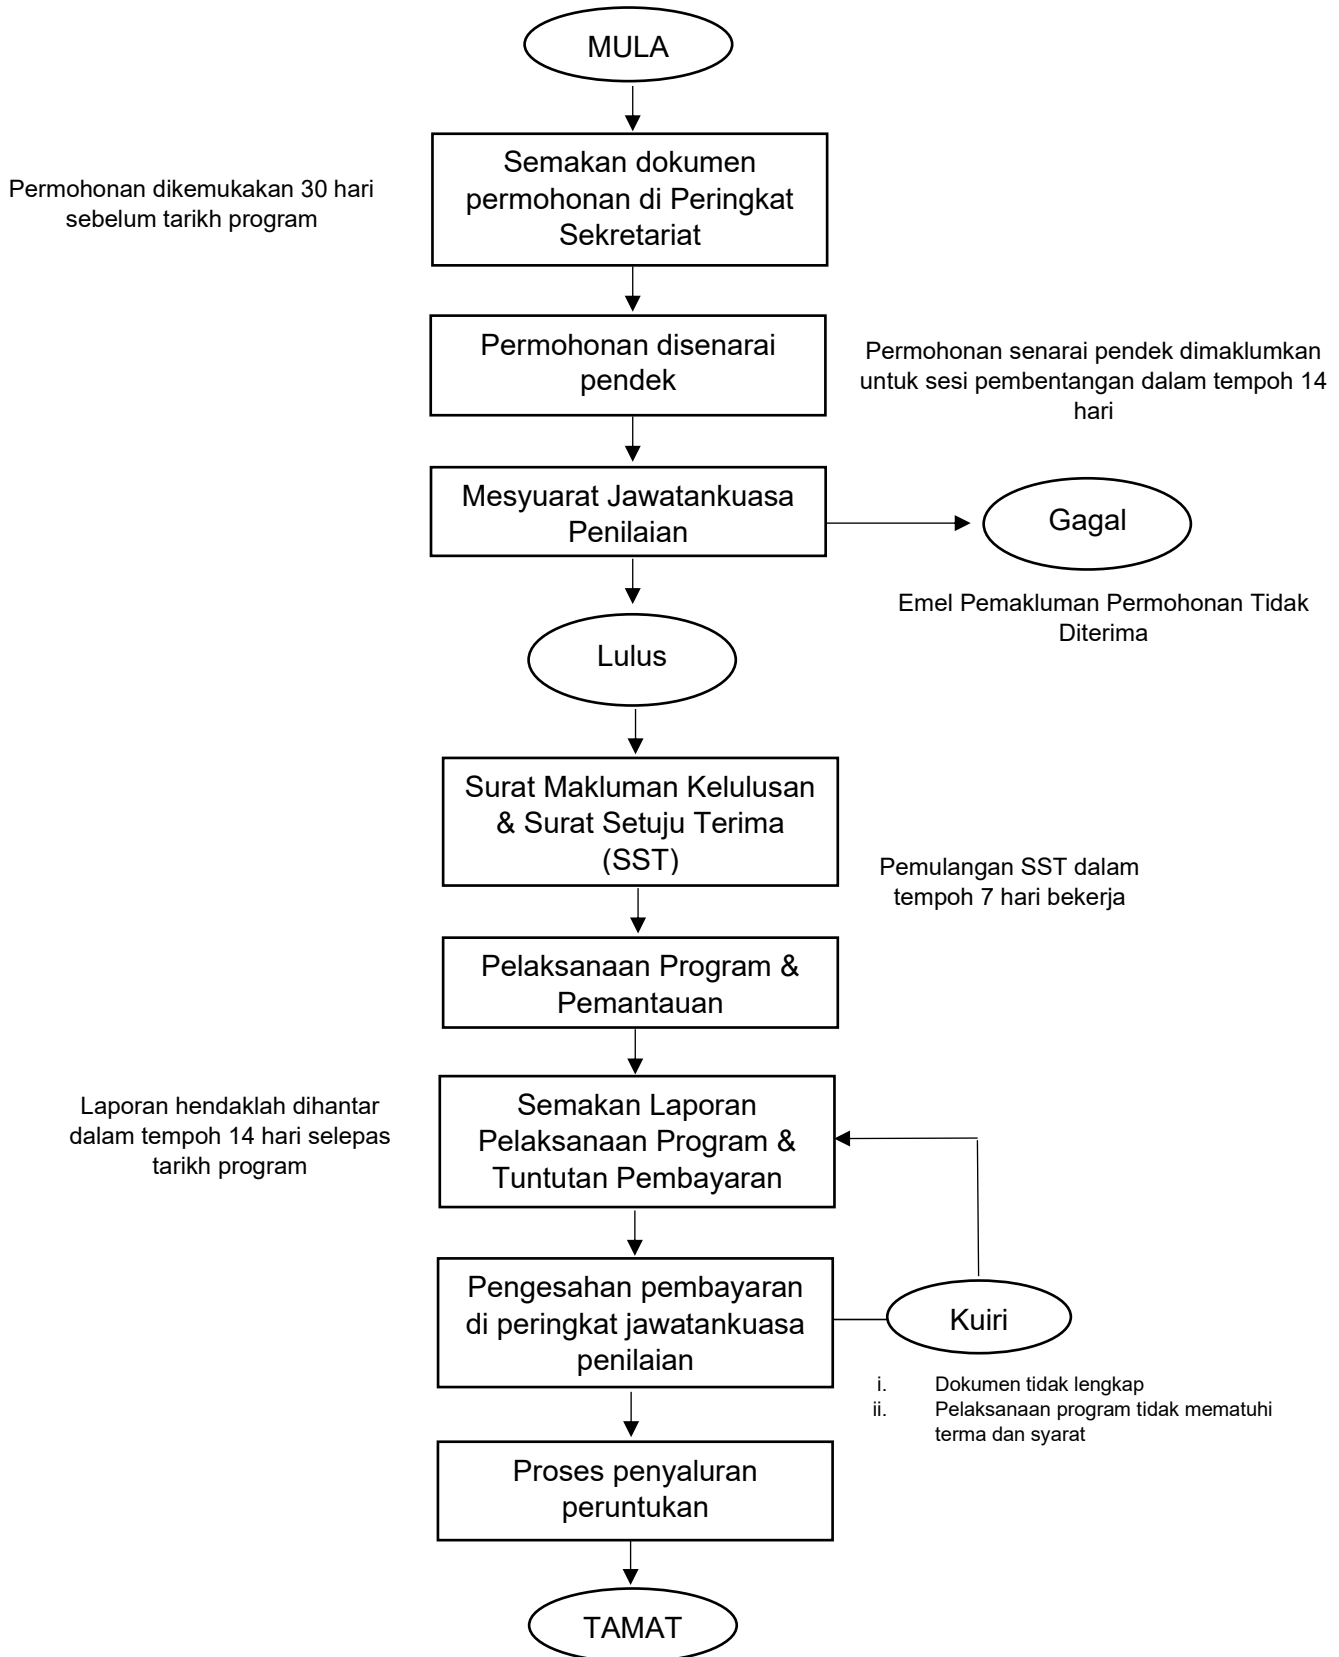 MULA
Permohonan dikemukakan 30 hari
sebelum tarikh program
Semakan dokumen
permohonan di Peringkat
Sekretariat
Permohonan disenarai
pendek
Permohonan senarai pendek dimaklumkan
untuk sesi pembentangan dalam tempoh 14
hari
Mesyuarat Jawatankuasa
Penilaian
Gagal
Emel Pemakluman Permohonan Tidak
Diterima
Lulus
Surat Makluman Kelulusan
& Surat Setuju Terima
(SST)
Pemulangan SST dalam
tempoh 7 hari bekerja
Pelaksanaan Program &
Pemantauan
Laporan hendaklah dihantar
dalam tempoh 14 hari selepas
tarikh program
Semakan Laporan
Pelaksanaan Program &
Tuntutan Pembayaran
Pengesahan pembayaran
di peringkat jawatankuasa
penilaian
Kuiri
i. Dokumen tidak lengkap
ii. Pelaksanaan program tidak mematuhi
terma dan syarat
Proses penyaluran
peruntukan
TAMAT